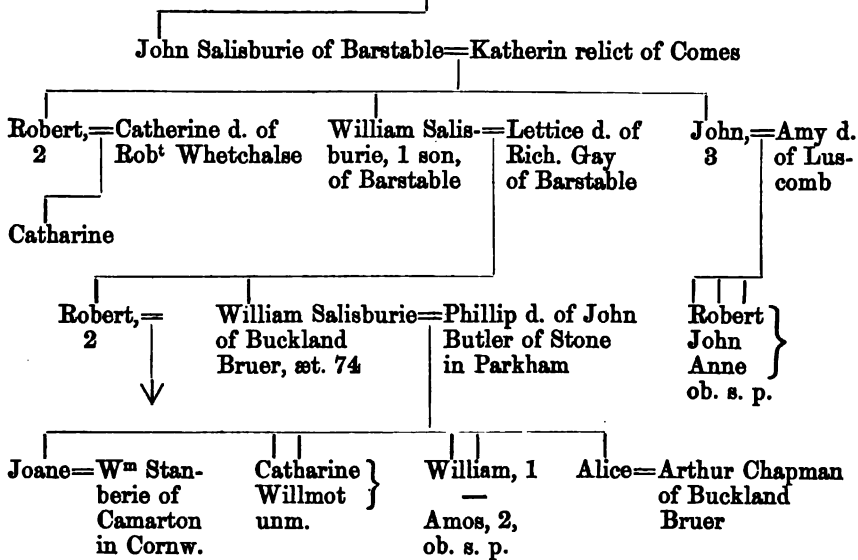 John Salisburie of Barstable=Katherin relict of Comes
Robert,=Catherine d. of
2 Robᵗ Whetchalse
William Salis-=Lettice d. of
burie, 1 son, Rich. Gay
of Barstable of Barstable
John,=Amy d.
3 of Lus-
comb
Catharine
Robert,=
2
William Salisburie=Phillip d. of John
of Buckland Butler of Stone
Bruer, æt. 74 in Parkham
Robert
John
Anne
ob. s. p.
Joane=Wᵐ Stan-
berie of
Camarton
in Cornw.
Catharine
Willmot
unm.
William, 1
—
Amos, 2,
ob. s. p.
Alice=Arthur Chapman
of Buckland
Bruer